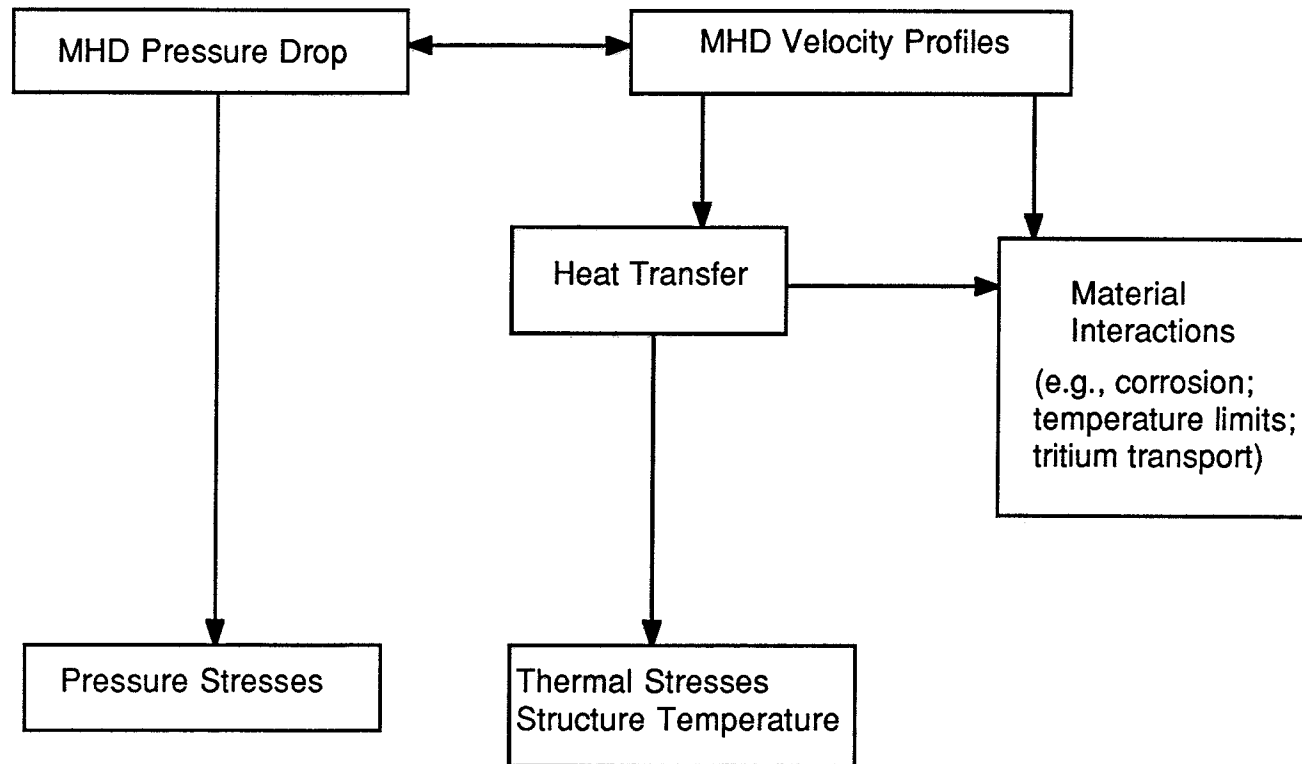 MHD Pressure Drop
MHD Velocity Profiles
Heat Transfer
Material
Interactions
(e.g., corrosion;
temperature limits;
tritium transport)
Pressure Stresses
Thermal Stresses
Structure Temperature